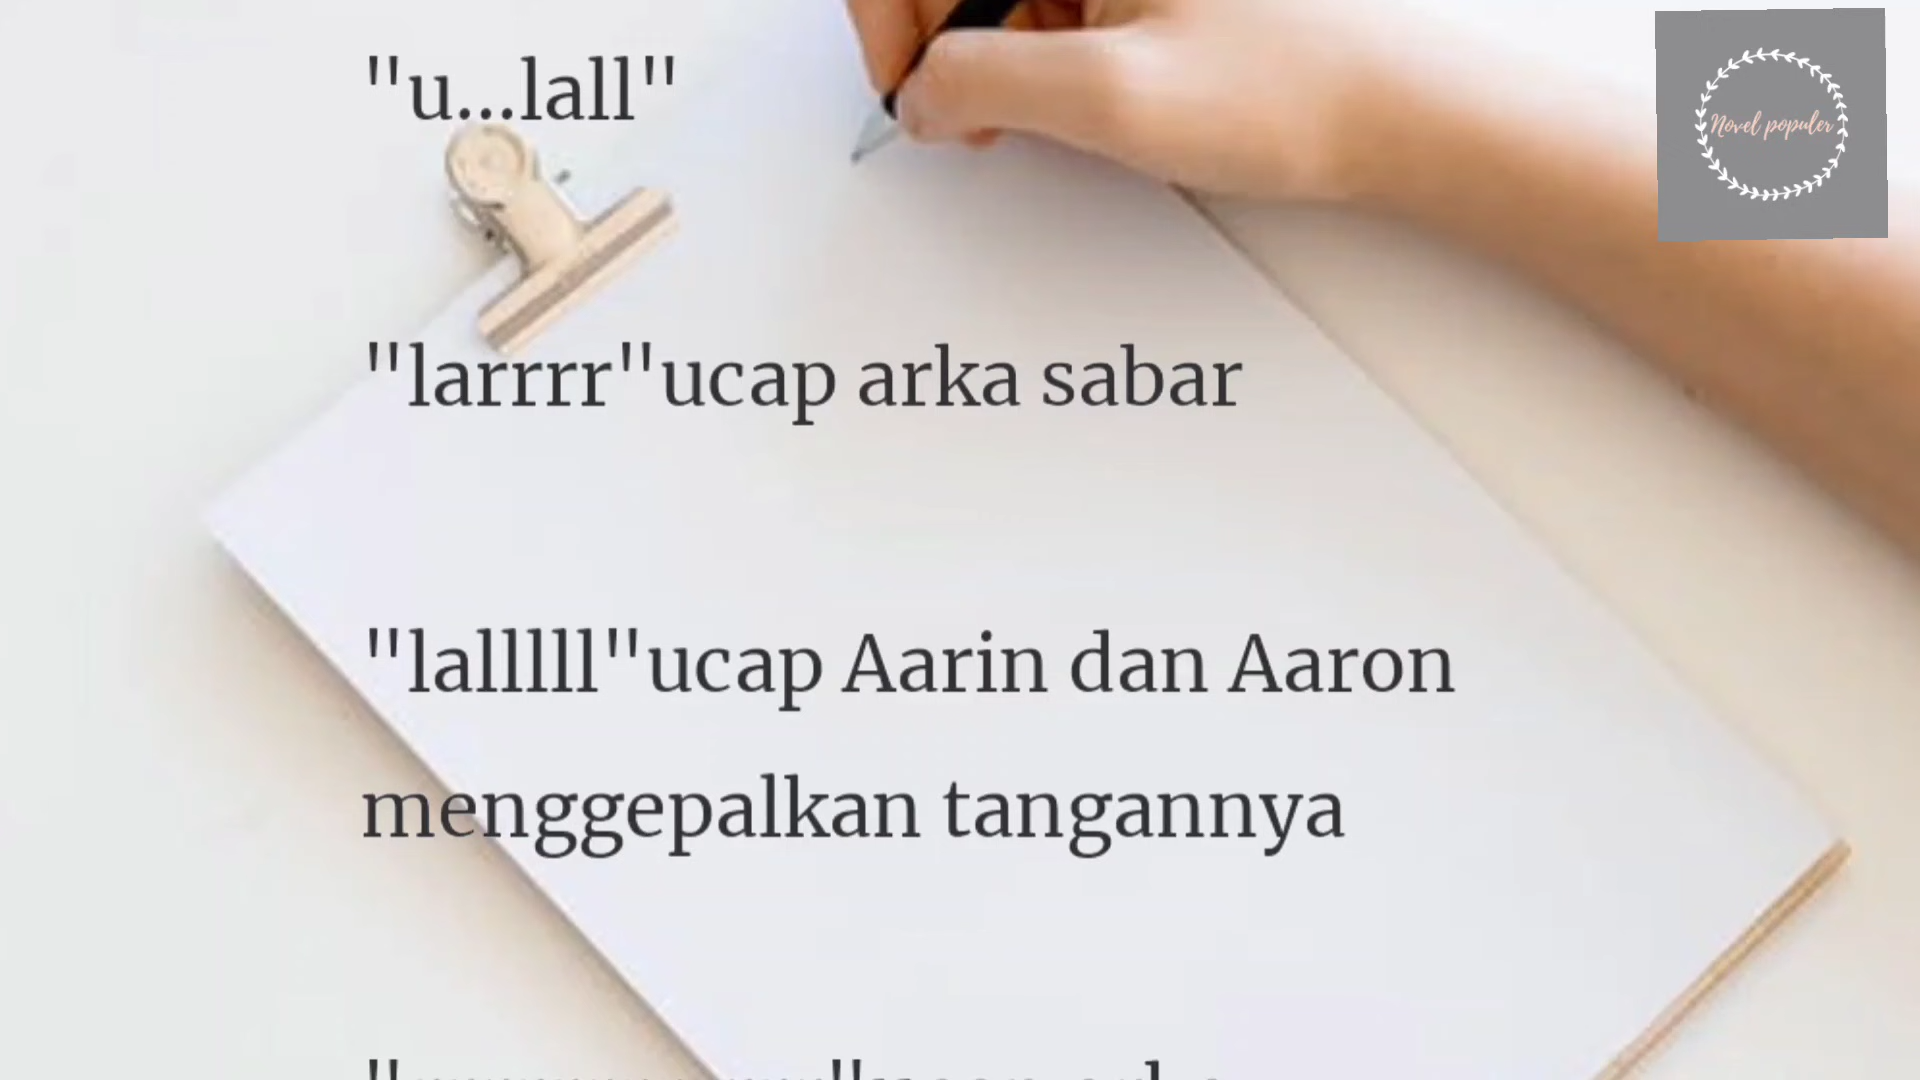 "u...lall"
Novel populer
"larrrr"ucap arka sabar
"lalllll"ucap Aarin dan Aaron
menggepalkan tangannya